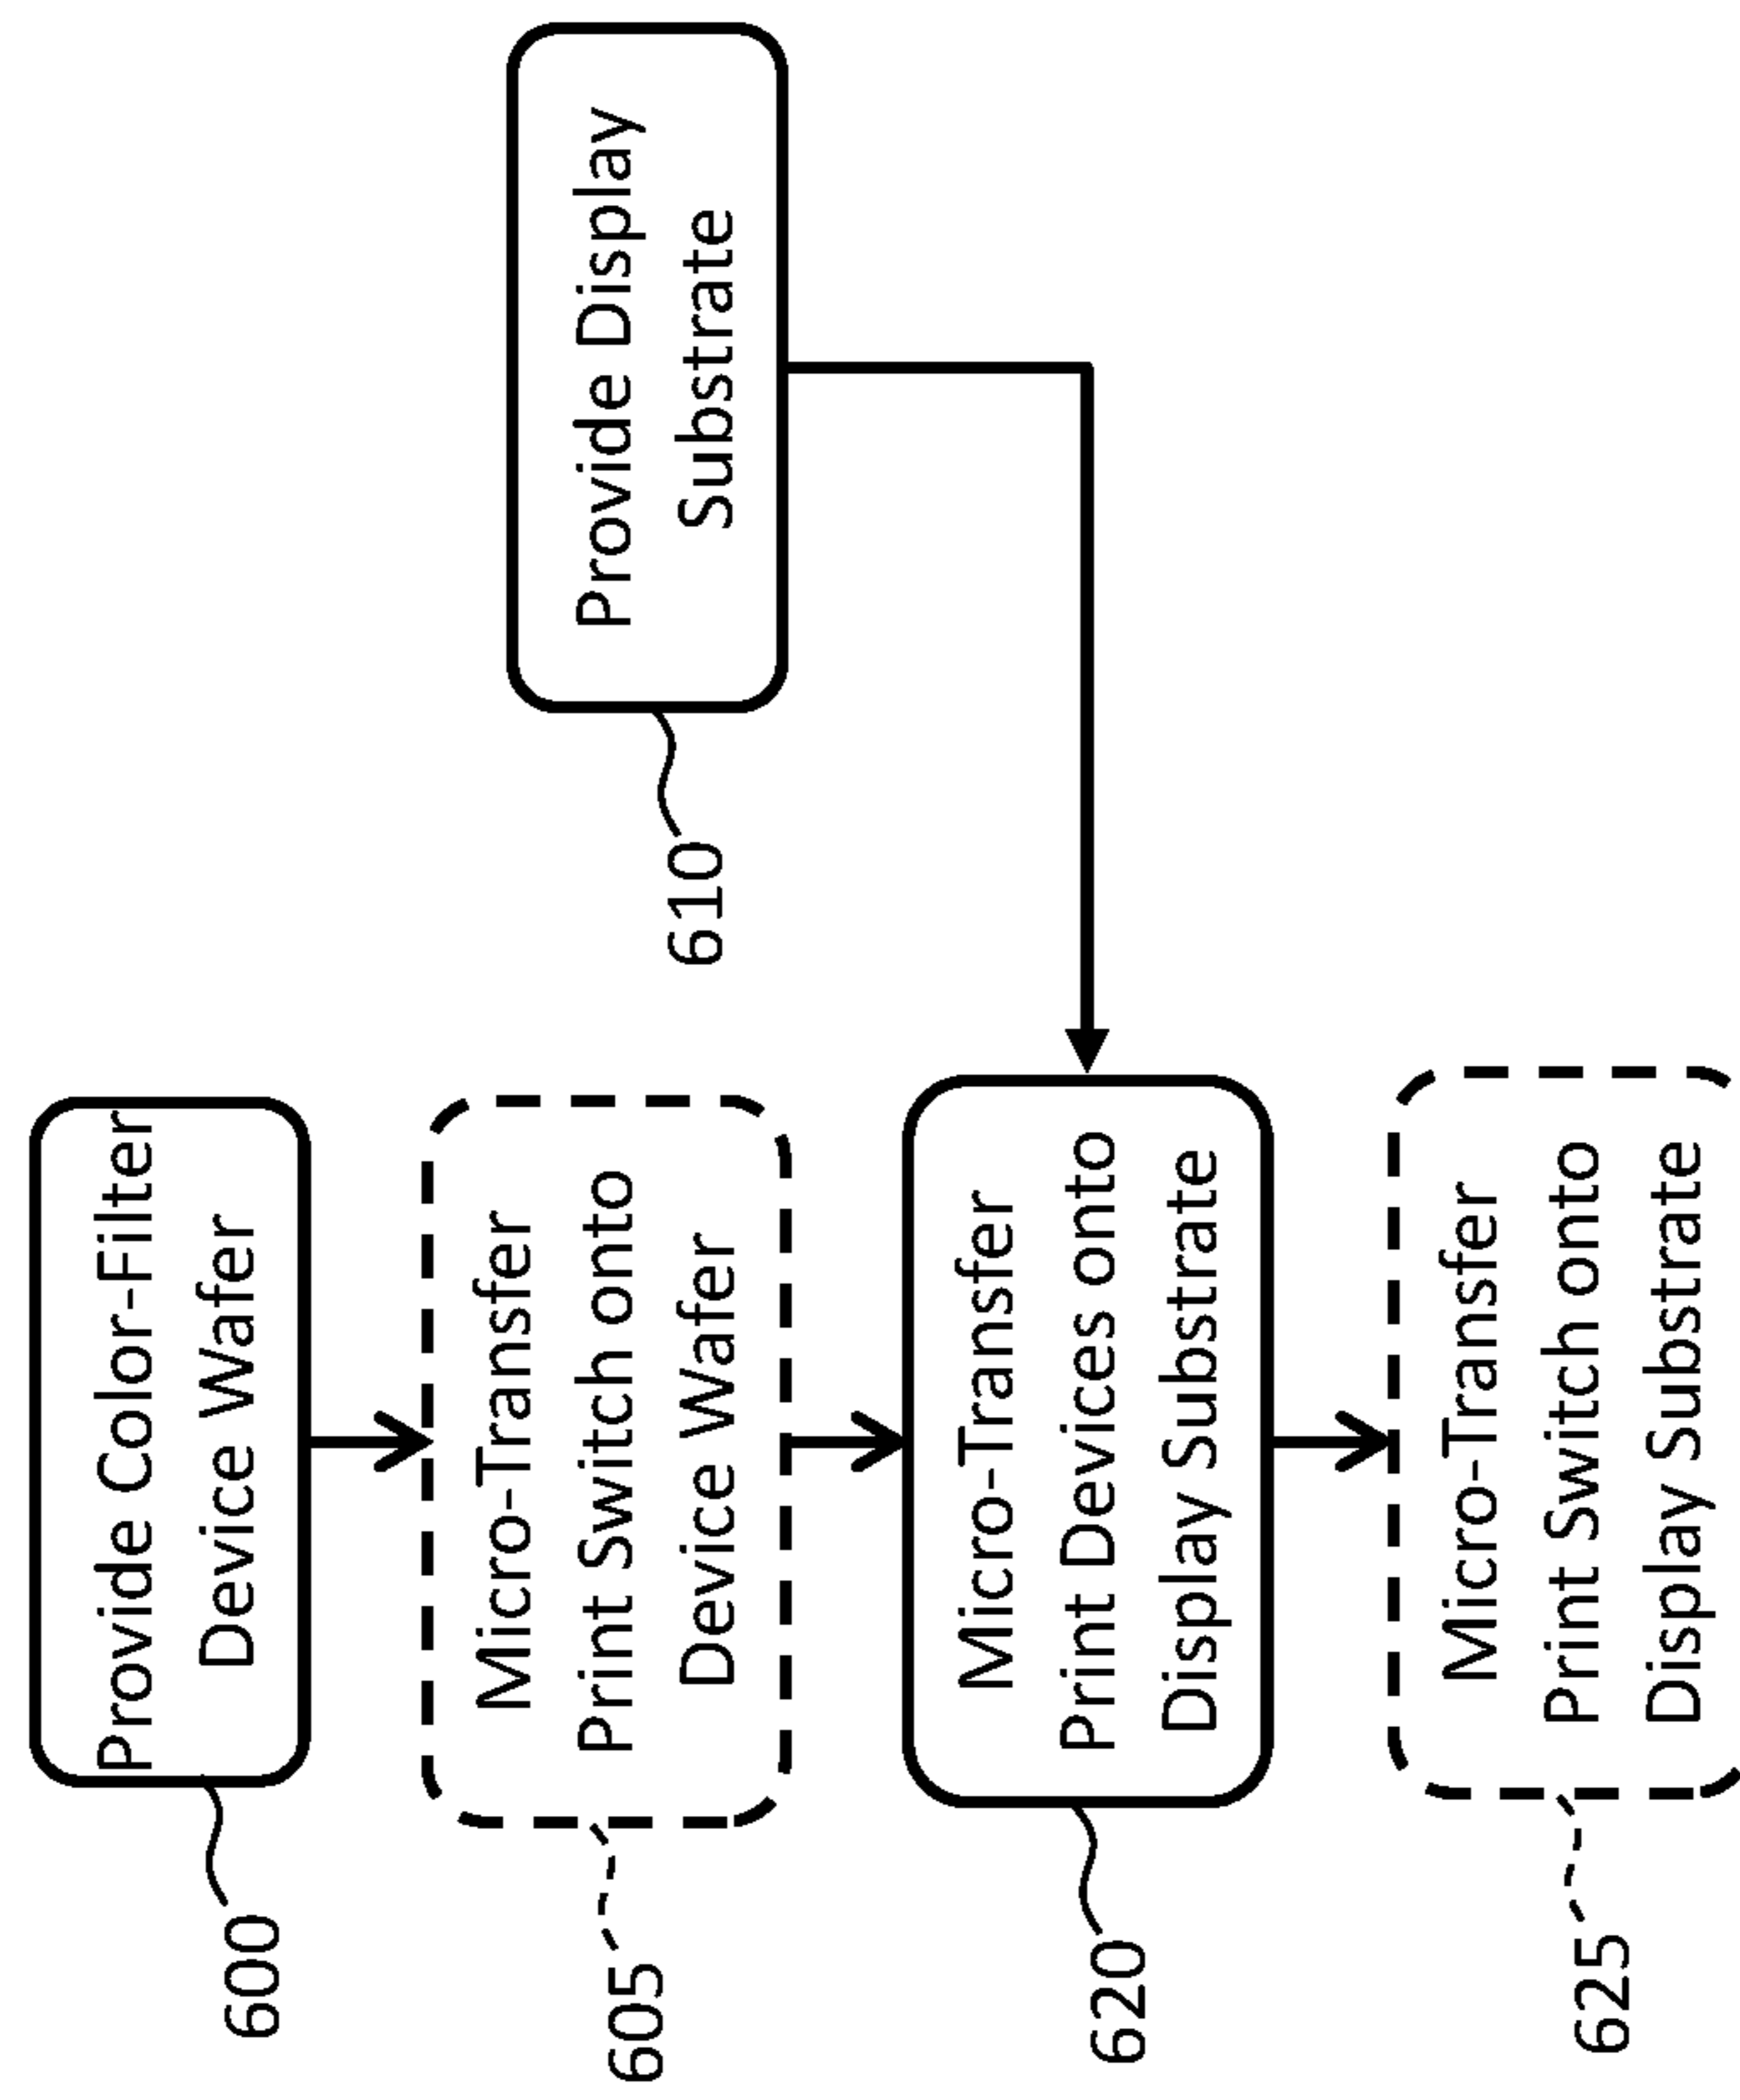 600
Provide Color-Filter
Device Wafer
605
Micro-Transfer
Print Switch onto
Device Wafer
610
Provide Display
Substrate
620
Micro-Transfer
Print Devices onto
Display Substrate
625
Micro-Transfer
Print Switch onto
Display Substrate